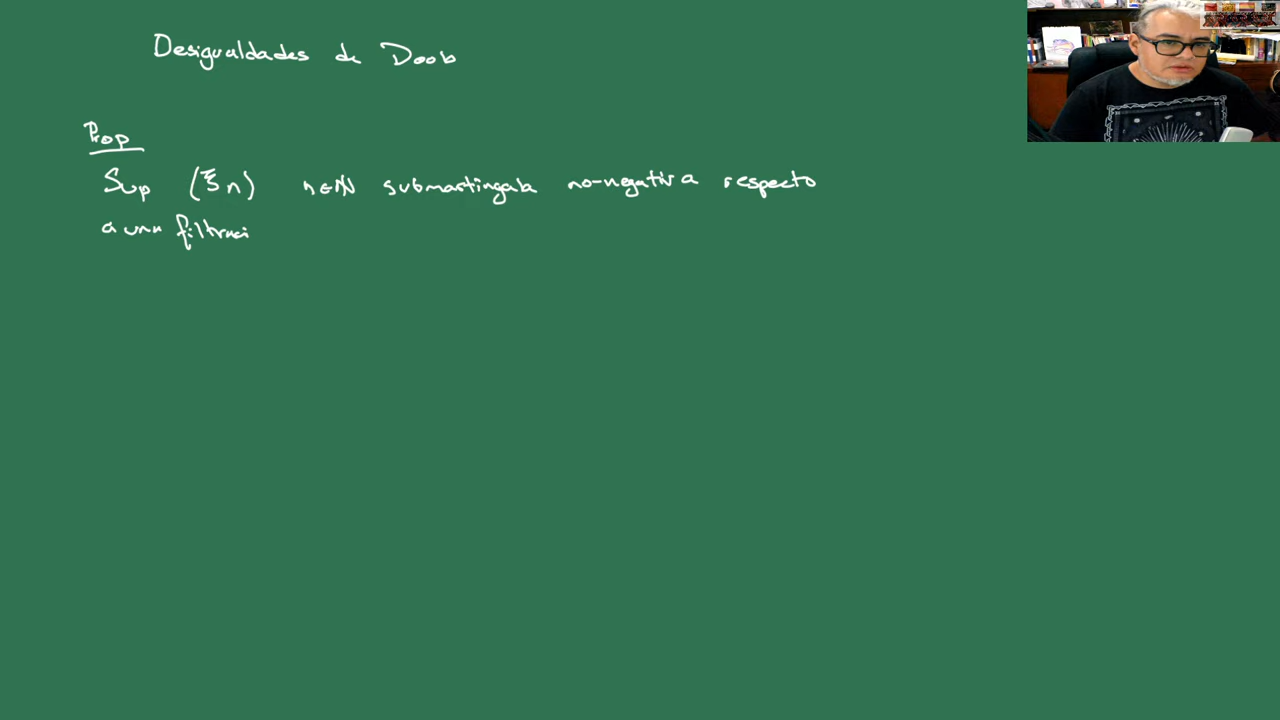 Desigualdades de Doob
Prop
Sup (ξn) n∈ℕ submartingala no-negativa respecto
a una filtraci